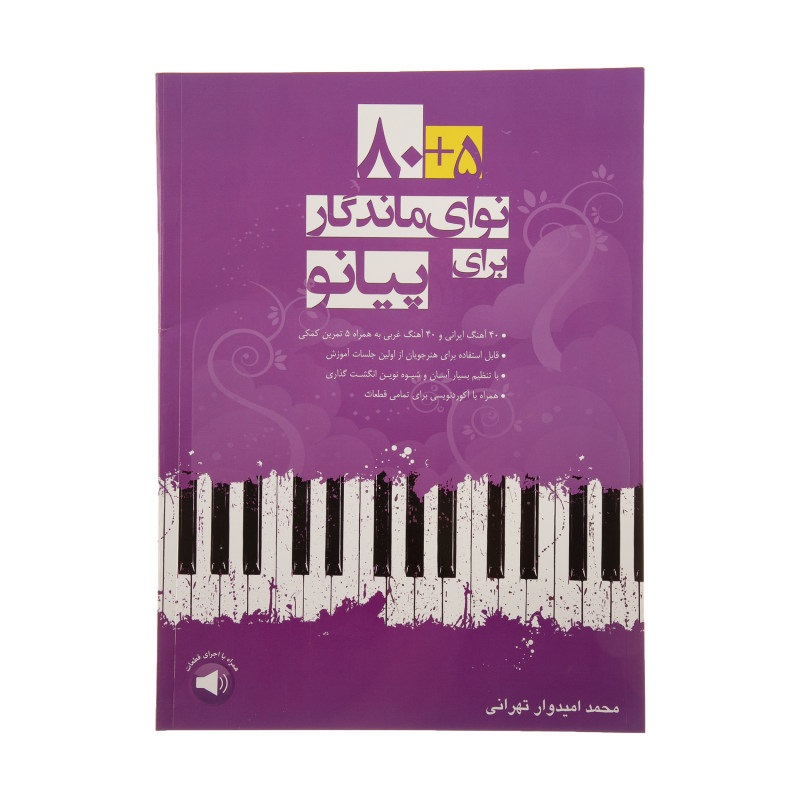 ۸۰+۵
نوای ماندگار
برای پیانو
• ۴۰ آهنگ ایرانی و ۴۰ آهنگ غربی به همراه ۵ تمرین کمکی
• قابل استفاده برای هنرجویان از اولین جلسات آموزش
• با تنظیم بسیار آسان و شیوه نوین انگشت گذاری
• همراه با آکوردنویسی برای تمامی قطعات
همراه با اجرای قطعات
محمد امیدوار تهرانی